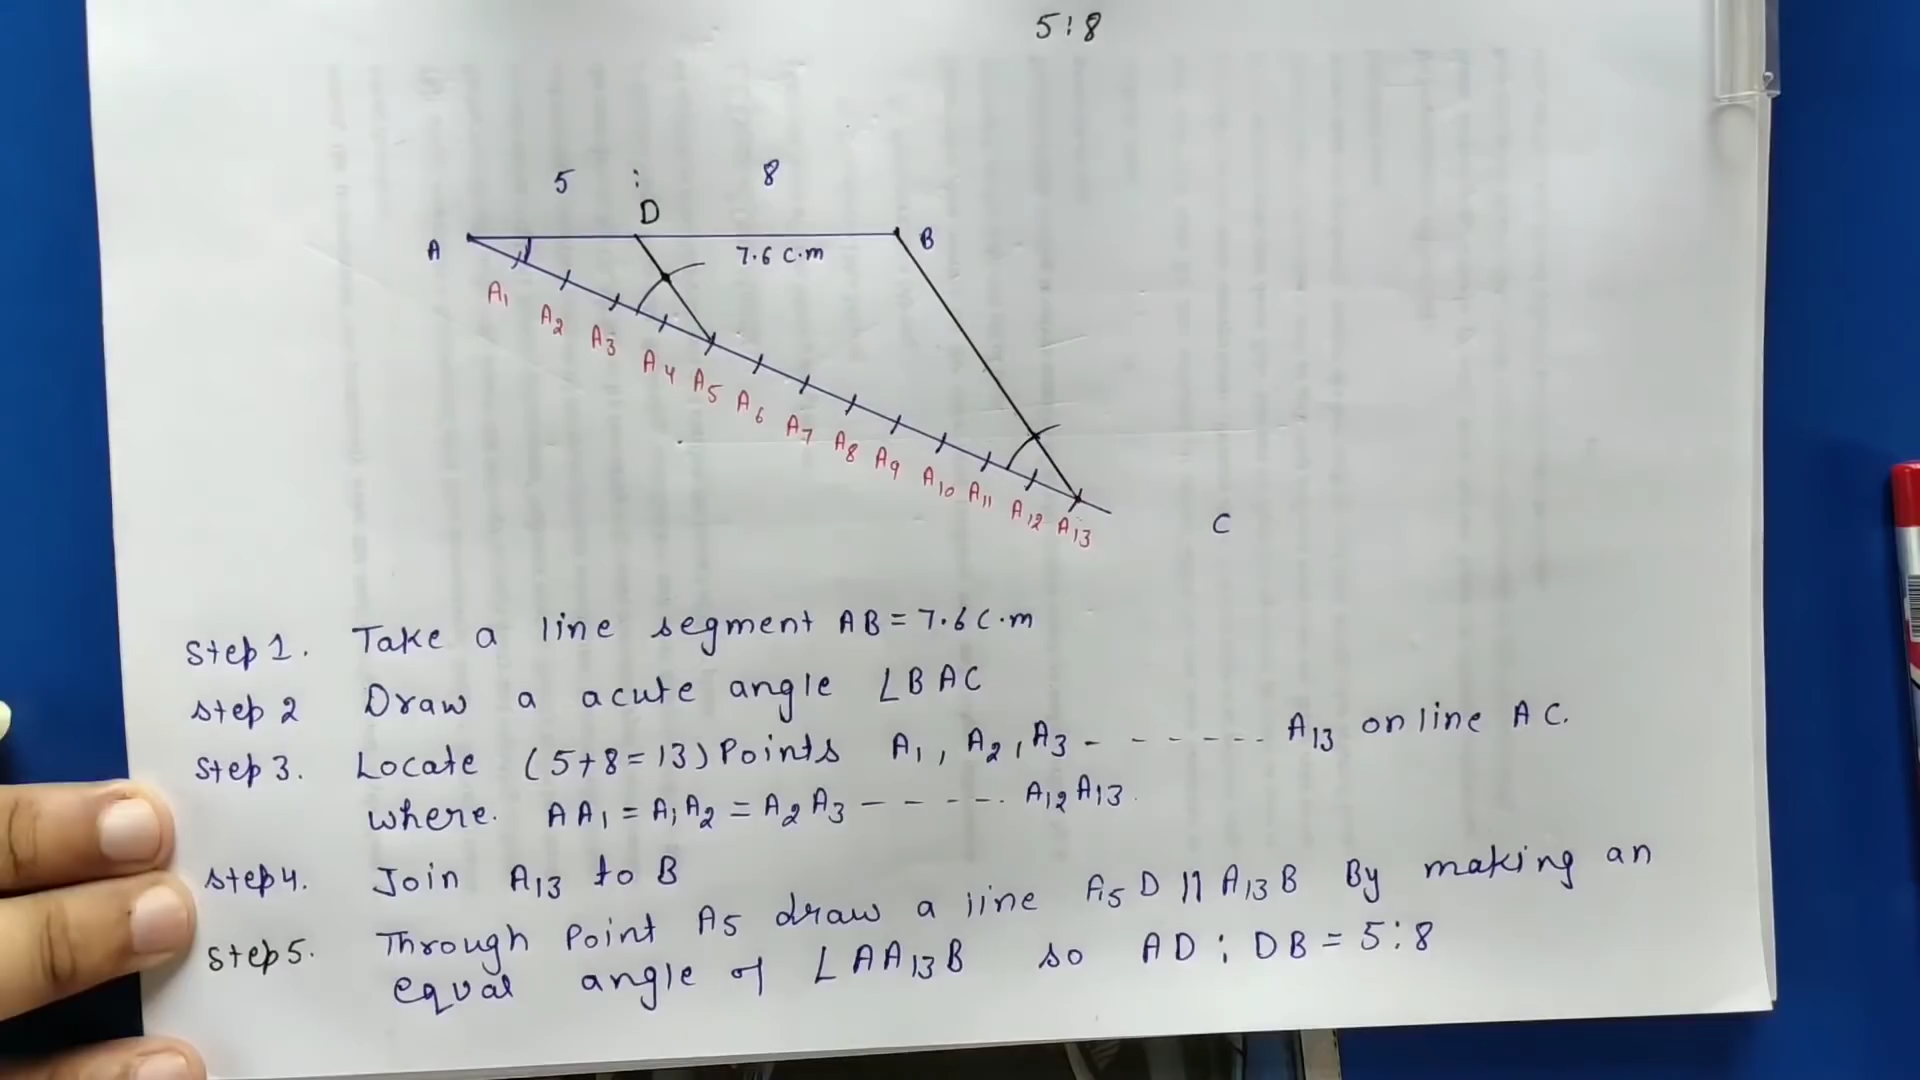 5:8
5 : 8
D
A B
7.6 C.m
A1 A2 A3 A4 A5 A6 A7 A8 A9 A10 A11 A12 A13
C
Step 1. Take a line segment AB = 7.6 C.m
Step 2 Draw a acute angle ∠BAC
Step 3. Locate (5+8=13) Points A1, A2, A3 - - - - - - - A13 on line AC.
where. AA1 = A1A2 = A2A3 - - - - - A12A13.
Step 4. Join A13 to B
Step 5. Through Point A5 draw a line A5D || A13B By making an
equal angle of ∠AA13B so AD : DB = 5:8